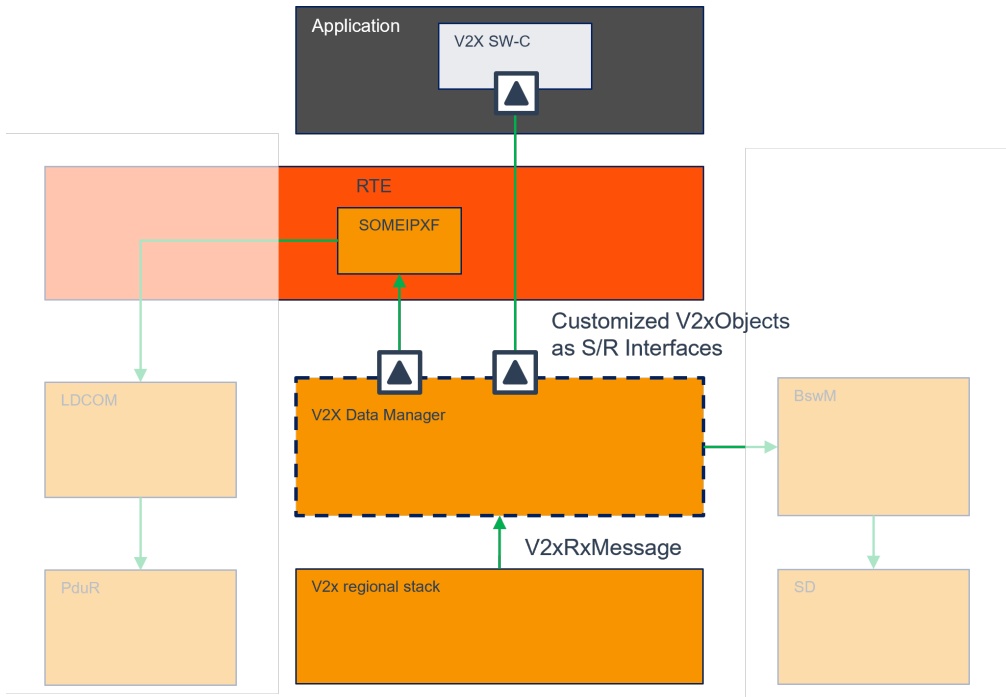 Application
V2X SW-C
RTE
SOMEIPXF
Customized V2xObjects
as S/R Interfaces
LDCOM
V2X Data Manager
BswM
V2xRxMessage
PduR
V2x regional stack
SD